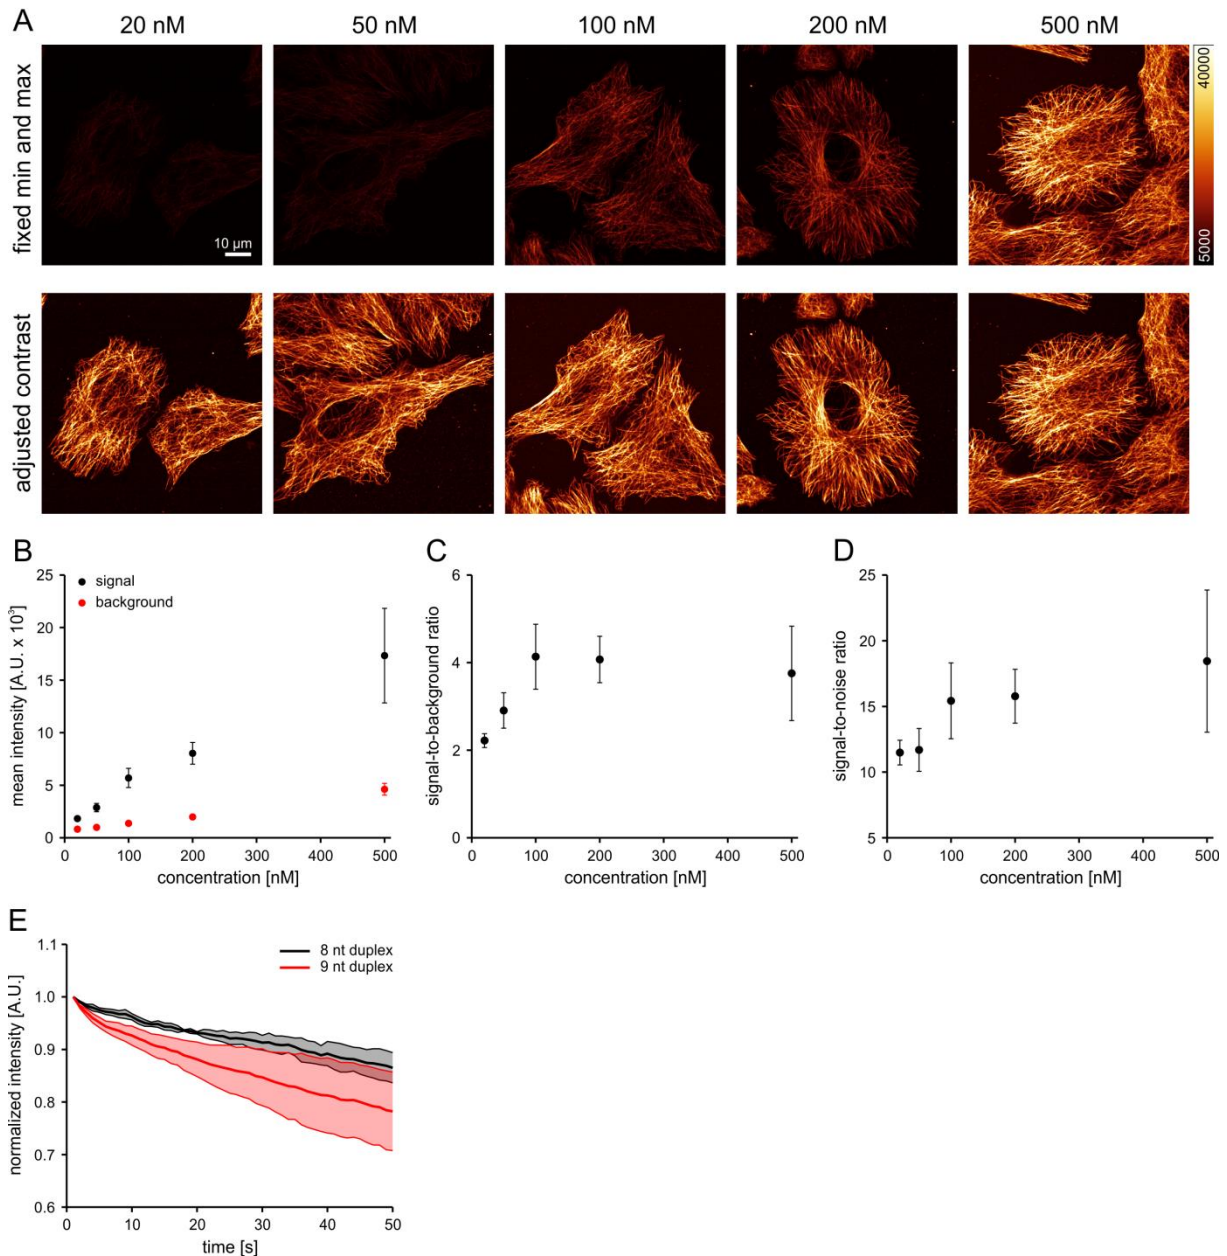 A
20 nM 50 nM 100 nM 200 nM 500 nM
fixed min and max
10 µm
40000
5000
adjusted contrast
B
25
20
15
10
5
0
mean intensity [A.U. x 10³]
signal
background
0 100 200 300 400 500
concentration [nM]
C
6
4
2
0
signal-to-background ratio
0 100 200 300 400 500
concentration [nM]
D
25
20
15
10
5
signal-to-noise ratio
0 100 200 300 400 500
concentration [nM]
E
1.1
1.0
0.9
0.8
0.7
0.6
normalized intensity [A.U.]
8 nt duplex
9 nt duplex
0 10 20 30 40 50
time [s]